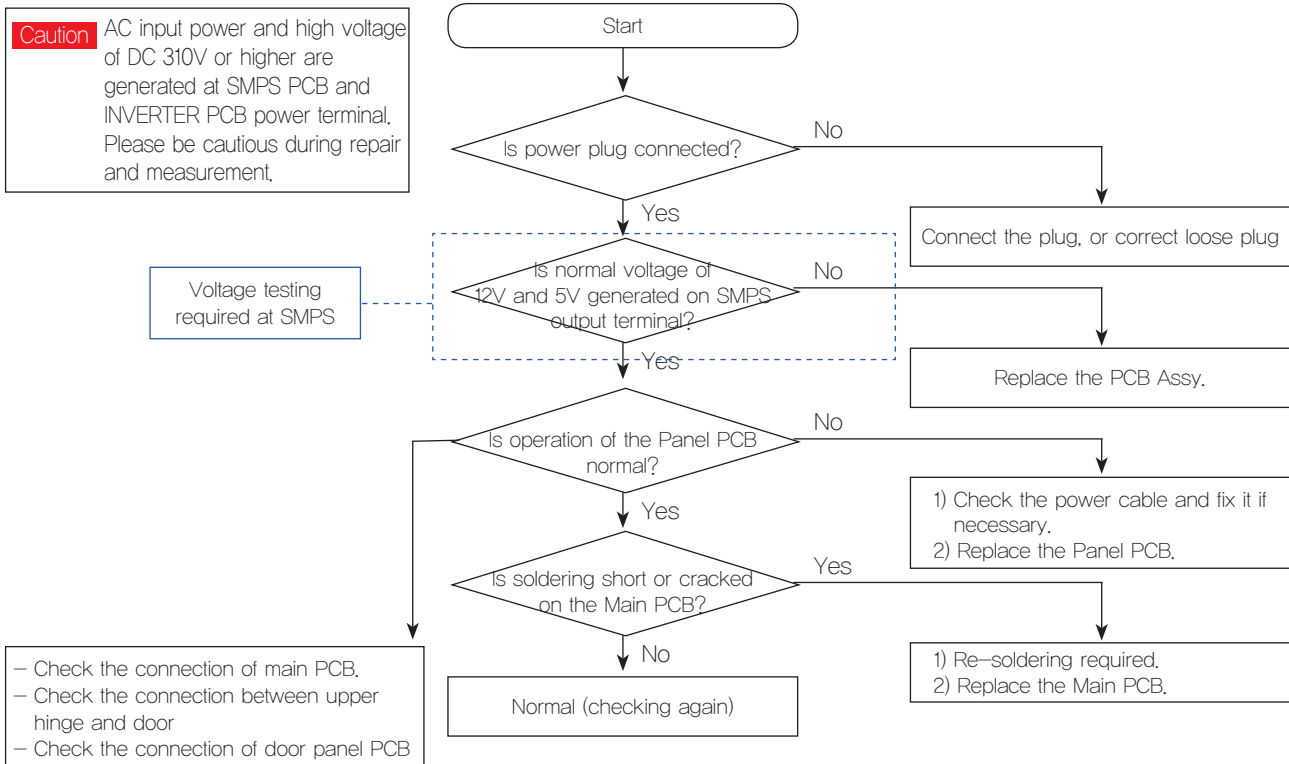 Caution AC input power and high voltage
of DC 310V or higher are
generated at SMPS PCB and
INVERTER PCB power terminal.
Please be cautious during repair
and measurement.
Start
Is power plug connected?
No
Yes
Connect the plug, or correct loose plug
Voltage testing
required at SMPS
Is normal voltage of
12V and 5V generated on SMPS
output terminal?
No
Yes
Replace the PCB Assy.
Is operation of the Panel PCB
normal?
No
Yes
1) Check the power cable and fix it if
necessary.
2) Replace the Panel PCB.
Is soldering short or cracked
on the Main PCB?
Yes
No
1) Re-soldering required.
2) Replace the Main PCB.
– Check the connection of main PCB.
– Check the connection between upper
hinge and door
– Check the connection of door panel PCB
Normal (checking again)